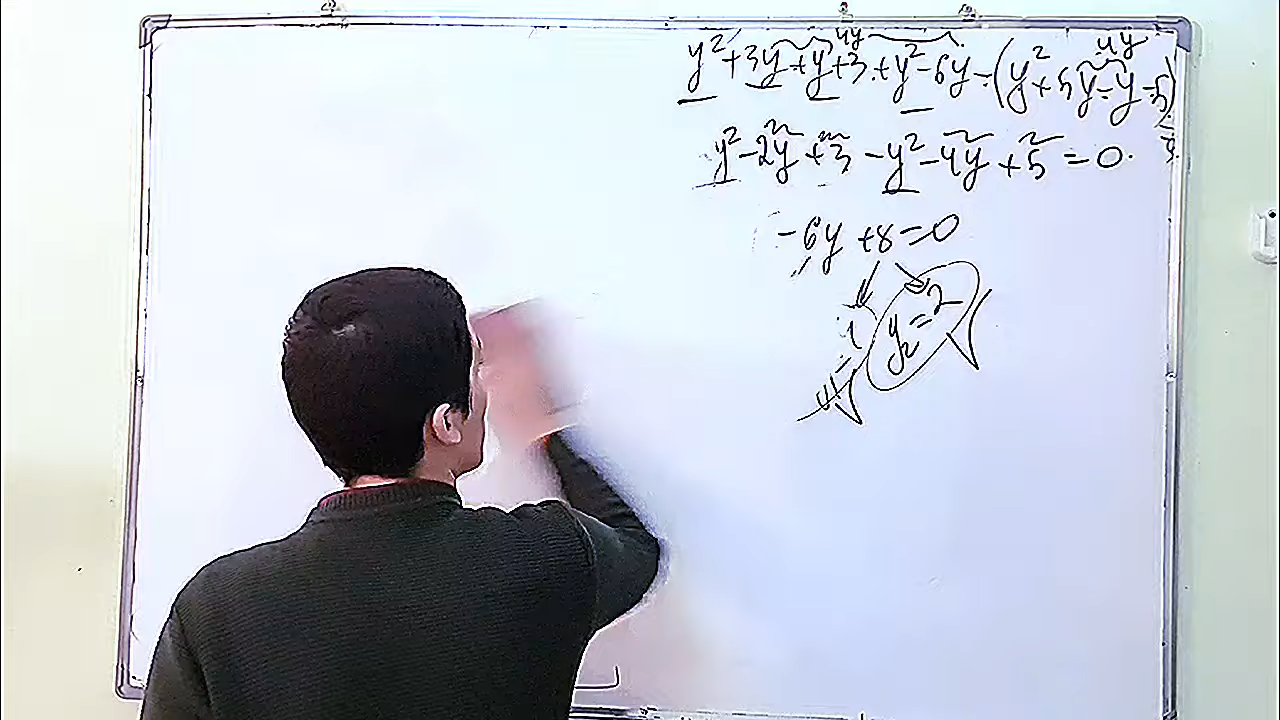 y² + 3y + y + 3 + y² - 6y - (y² + 5y - y - 5)
y² - 2y + 3 - y² - 4y + 5 = 0
- 6y + 8 = 0
y₂ = 2